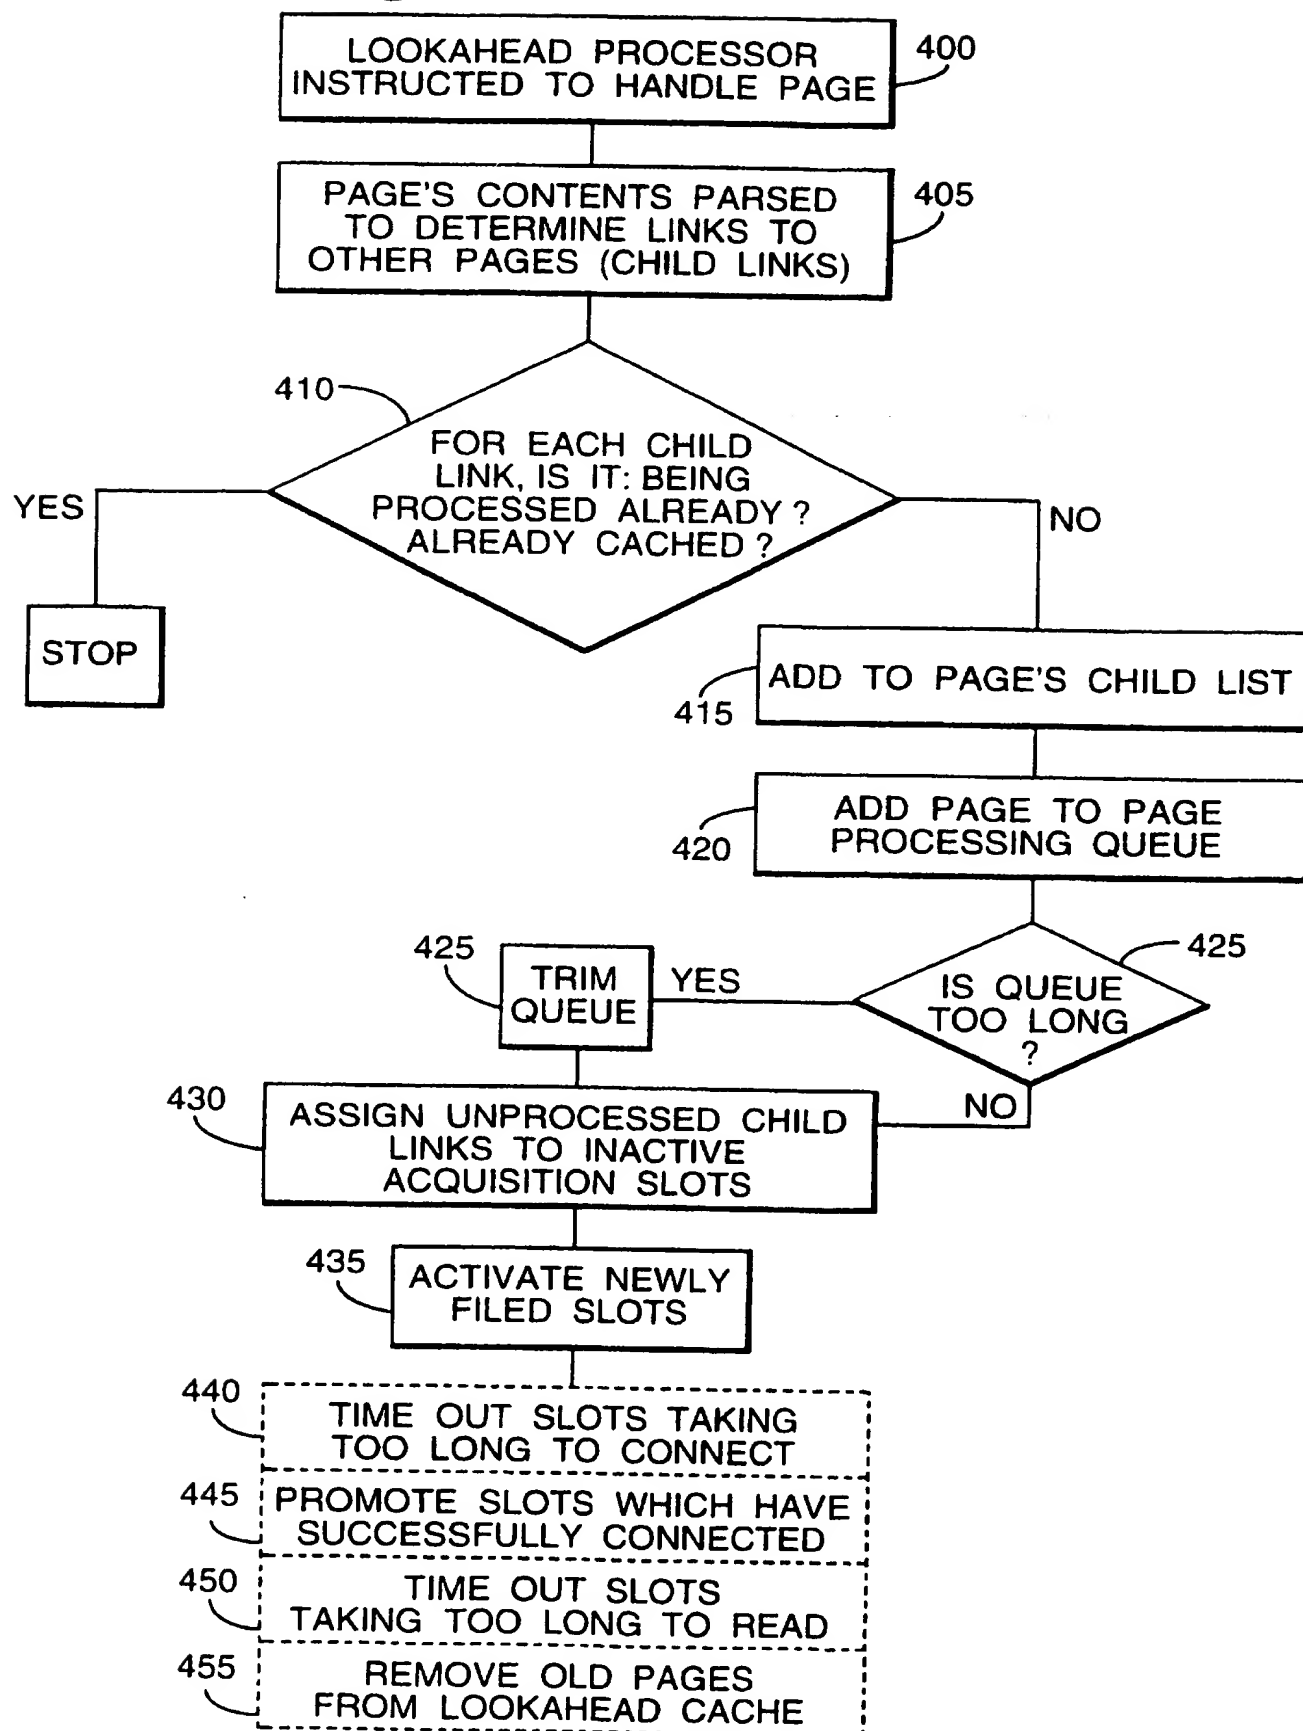 LOOKAHEAD PROCESSOR
INSTRUCTED TO HANDLE PAGE
400
PAGE'S CONTENTS PARSED
TO DETERMINE LINKS TO
OTHER PAGES (CHILD LINKS)
405
410
FOR EACH CHILD
LINK, IS IT: BEING
PROCESSED ALREADY?
ALREADY CACHED?
YES
NO
STOP
ADD TO PAGE'S CHILD LIST
415
ADD PAGE TO PAGE
PROCESSING QUEUE
420
425
TRIM
QUEUE
YES
IS QUEUE
TOO LONG
?
425
NO
430
ASSIGN UNPROCESSED CHILD
LINKS TO INACTIVE
ACQUISITION SLOTS
435
ACTIVATE NEWLY
FILED SLOTS
440
TIME OUT SLOTS TAKING
TOO LONG TO CONNECT
445
PROMOTE SLOTS WHICH HAVE
SUCCESSFULLY CONNECTED
450
TIME OUT SLOTS
TAKING TOO LONG TO READ
455
REMOVE OLD PAGES
FROM LOOKAHEAD CACHE